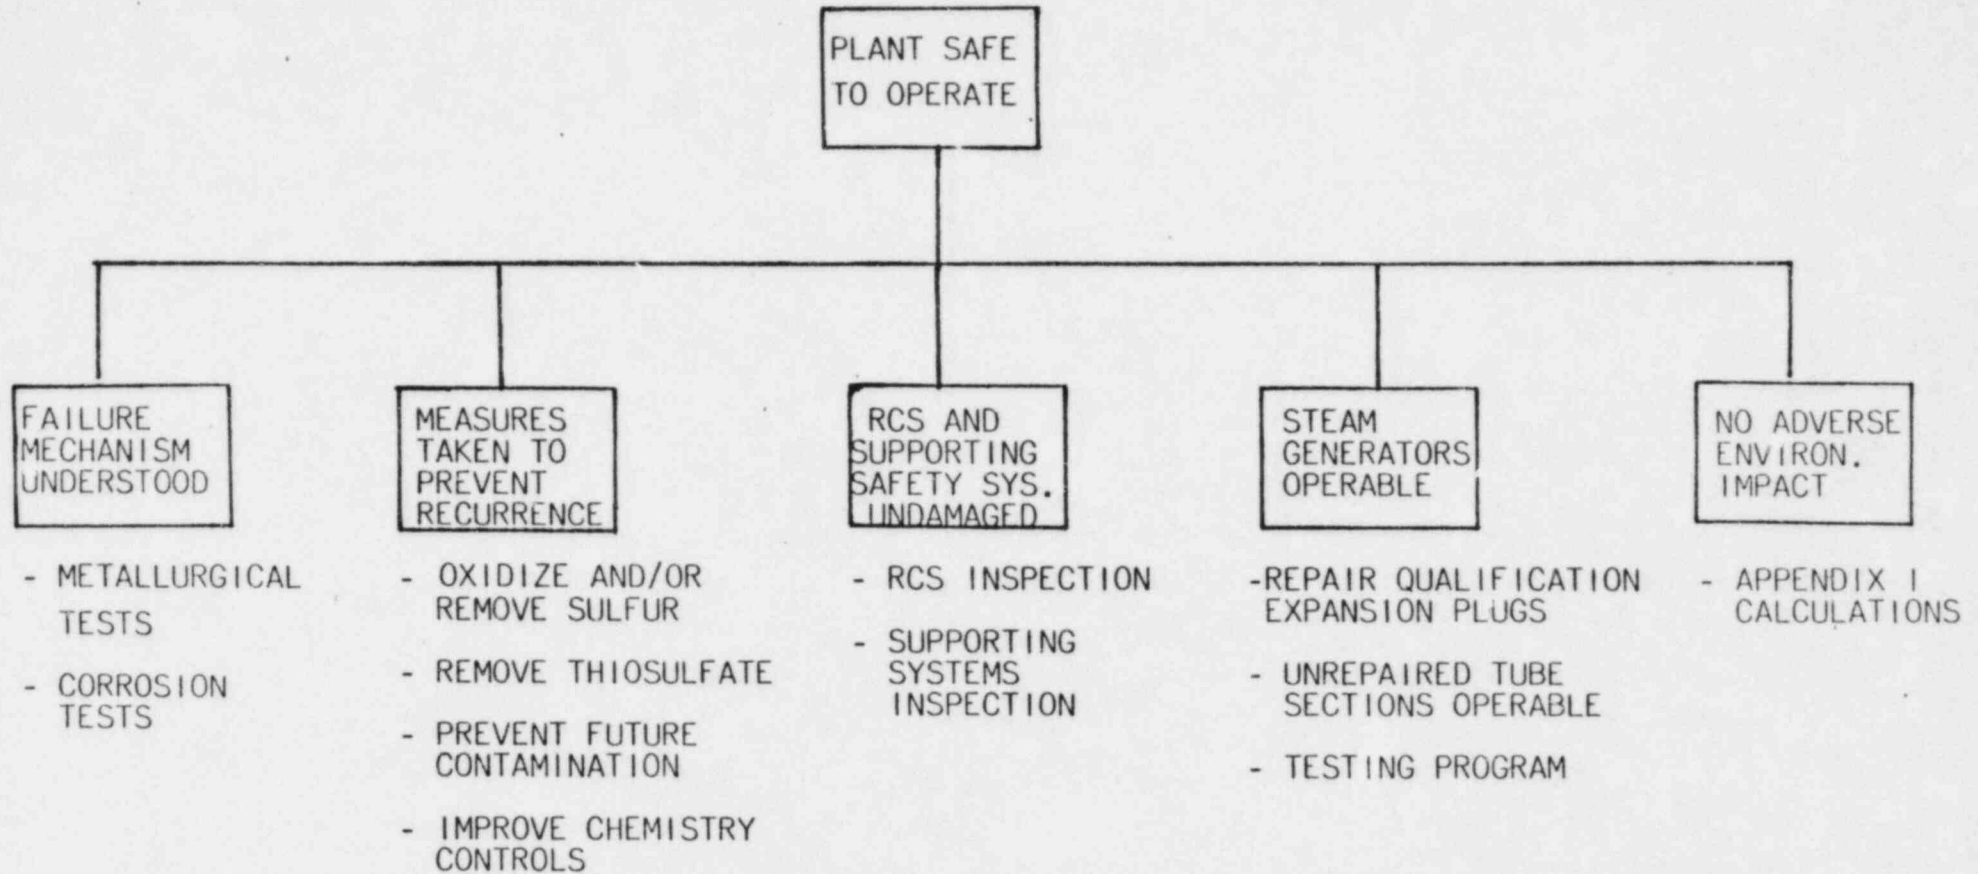 PLANT SAFE
TO OPERATE
FAILURE
MECHANISM
UNDERSTOOD
- METALLURGICAL
TESTS
- CORROSION
TESTS
MEASURES
TAKEN TO
PREVENT
RECURRENCE
- OXIDIZE AND/OR
REMOVE SULFUR
- REMOVE THIOSULFATE
- PREVENT FUTURE
CONTAMINATION
- IMPROVE CHEMISTRY
CONTROLS
RCS AND
SUPPORTING
SAFETY SYS.
UNDAMAGED
- RCS INSPECTION
- SUPPORTING
SYSTEMS
INSPECTION
STEAM
GENERATORS
OPERABLE
-REPAIR QUALIFICATION
EXPANSION PLUGS
- UNREPAIRED TUBE
SECTIONS OPERABLE
- TESTING PROGRAM
NO ADVERSE
ENVIRON.
IMPACT
- APPENDIX I
CALCULATIONS